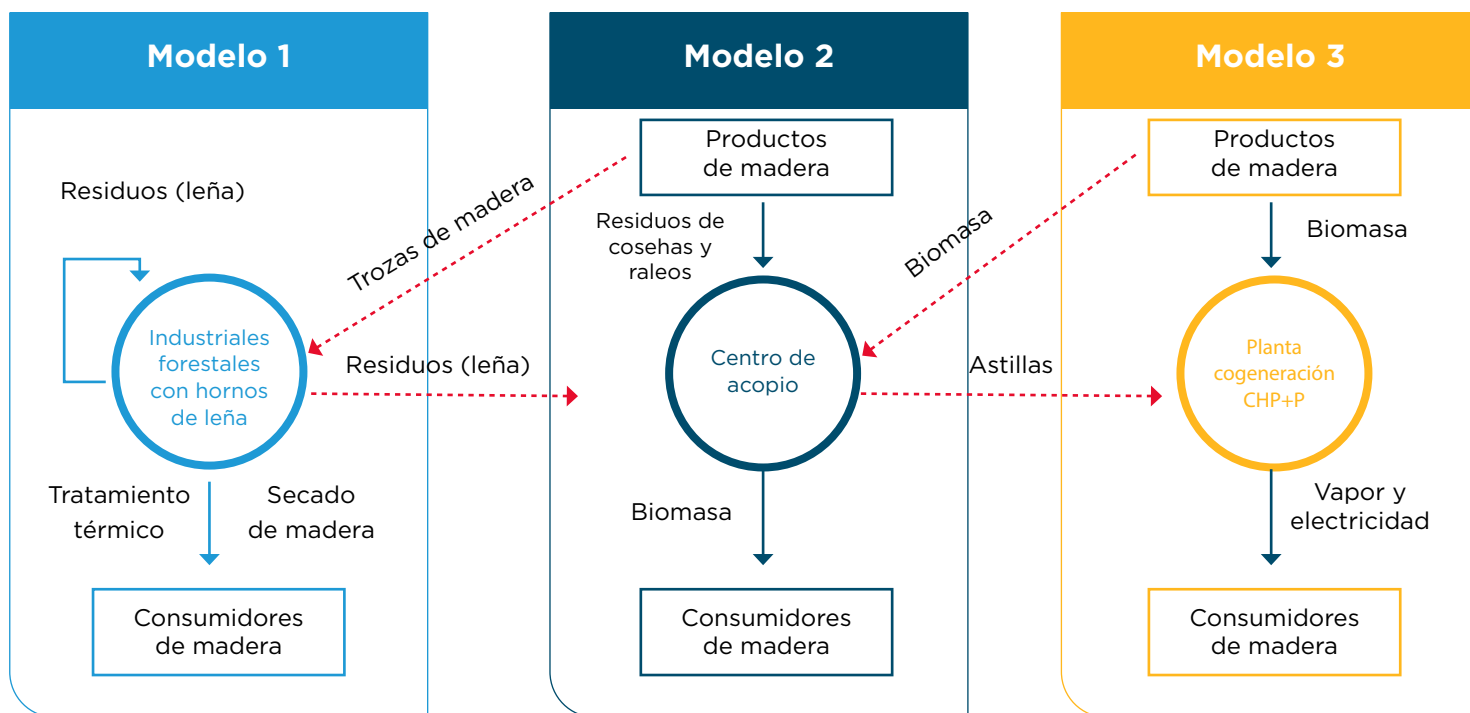 Modelo 1
Residuos (leña)
Industriales
forestales
con hornos
de leña
Tratamiento
térmico
Secado
de madera
Consumidores
de madera
Trozas de madera
Residuos (leña)
Modelo 2
Productos
de madera
Residuos de
cosehas y
raleos
Centro de
acopio
Biomasa
Consumidores
de madera
Biomasa
Astillas
Modelo 3
Productos
de madera
Biomasa
Planta
cogeneración
CHP+P
Vapor y
electricidad
Consumidores
de madera